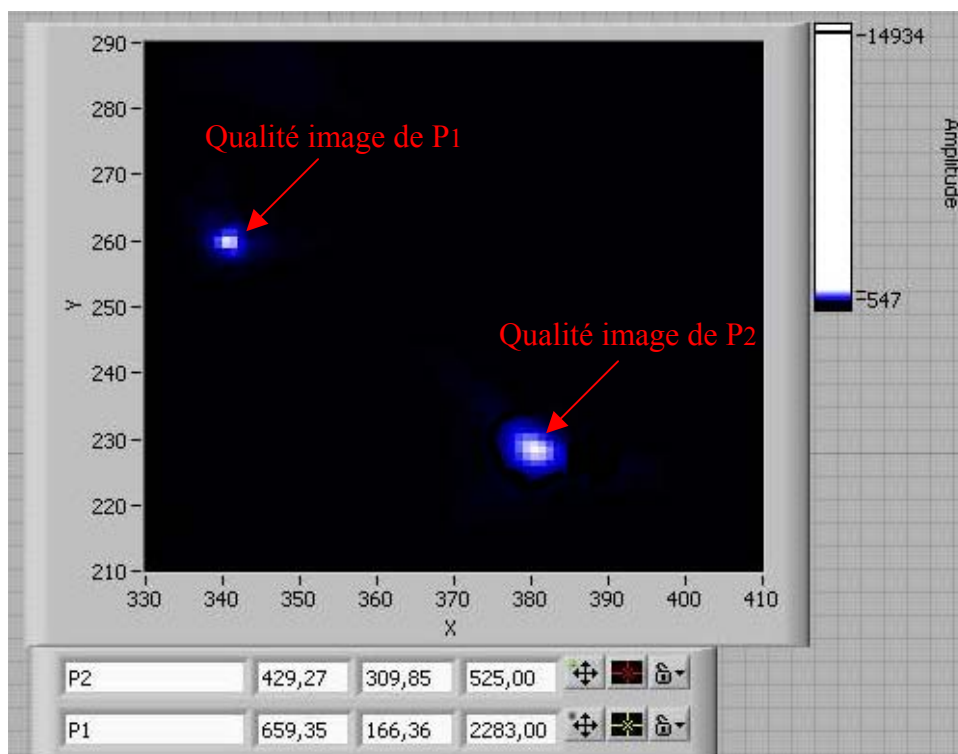 290
280
270
260
250
240
230
220
210
Y
Qualité image de P1
Qualité image de P2
330 340 350 360 370 380 390 400 410
X
14934
547
Amplitude
P2 429,27 309,85 525,00
P1 659,35 166,36 2283,00